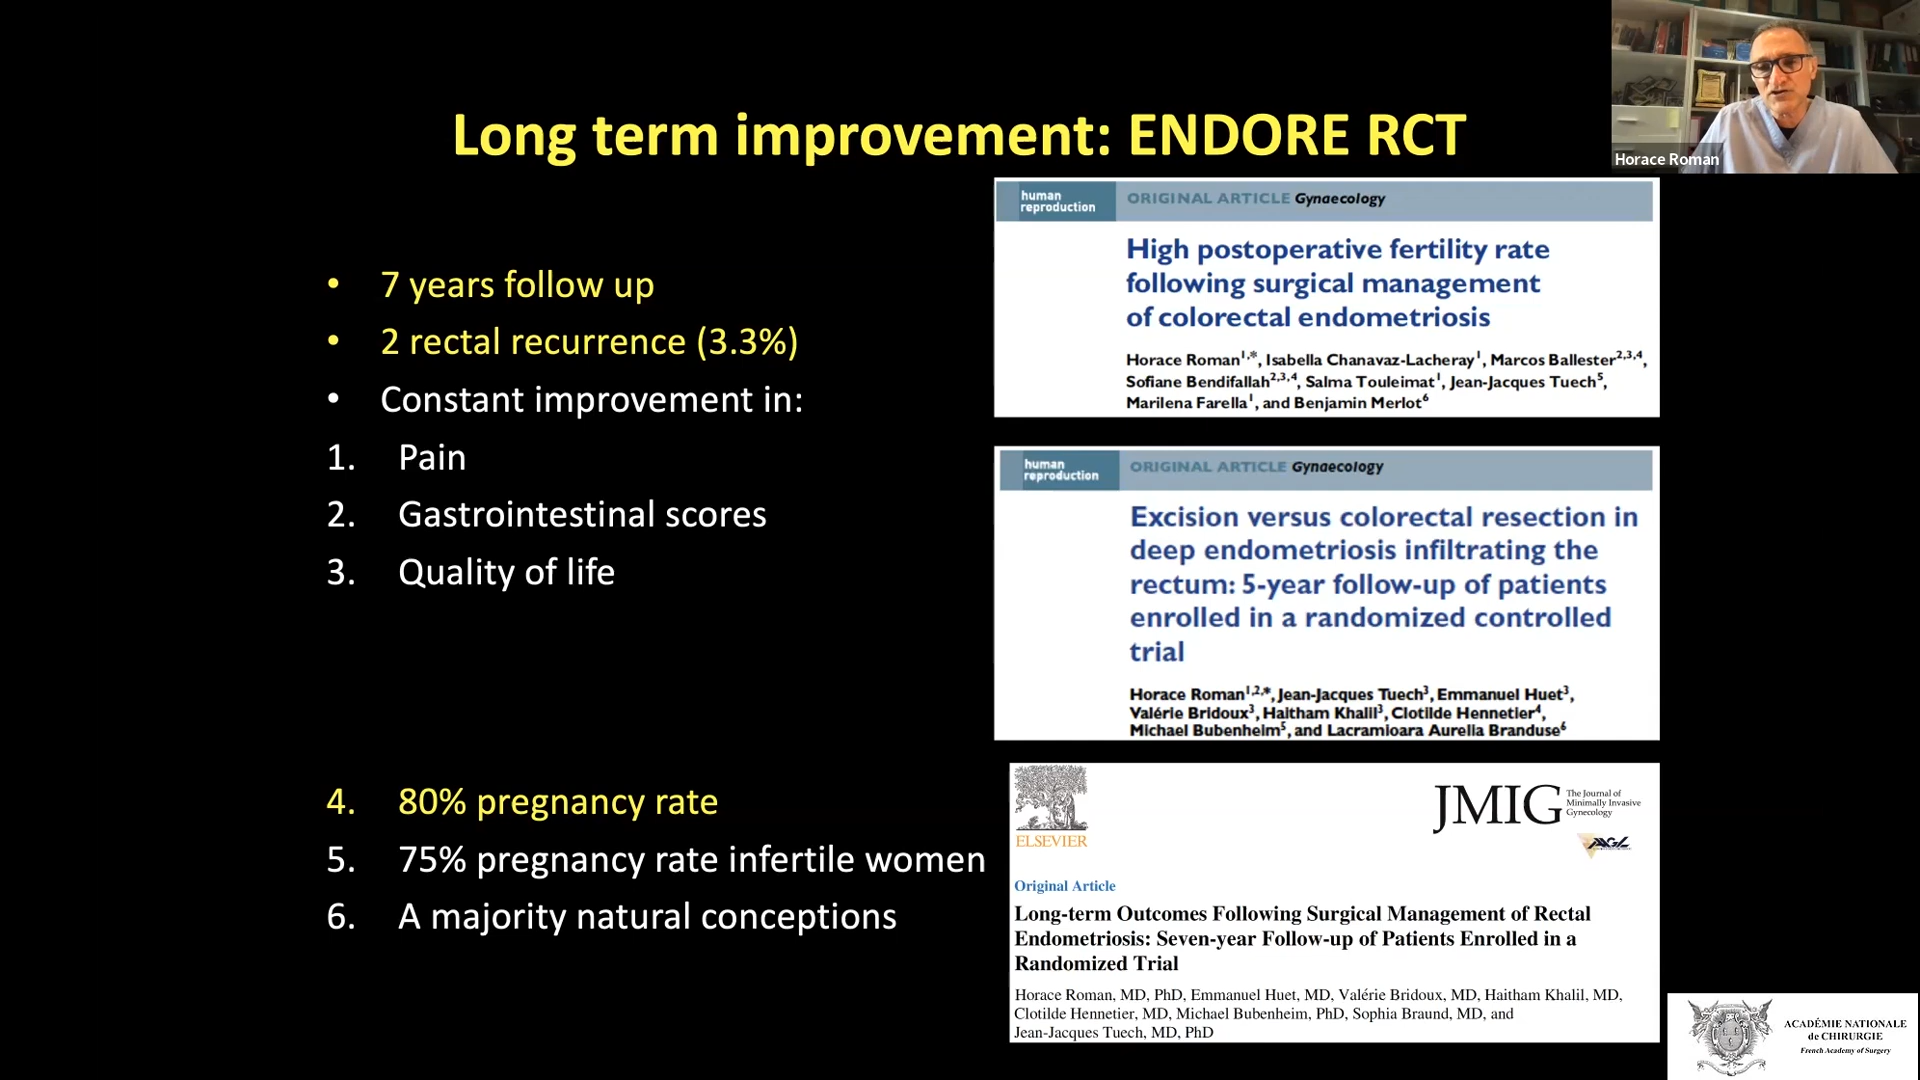 Horace Roman
Long term improvement: ENDORE RCT
• 7 years follow up
• 2 rectal recurrence (3.3%)
• Constant improvement in:
1. Pain
2. Gastrointestinal scores
3. Quality of life
4. 80% pregnancy rate
5. 75% pregnancy rate infertile women
6. A majority natural conceptions
human
reproduction
ORIGINAL ARTICLE Gynaecology
High postoperative fertility rate
following surgical management
of colorectal endometriosis
Horace Roman1,*, Isabella Chanavaz-Lacheray1, Marcos Ballester2,3,4,
Sofiane Bendifallah2,3,4, Salma Touleimat1, Jean-Jacques Tuech5,
Marilena Farella1, and Benjamin Merlot6
human
reproduction
ORIGINAL ARTICLE Gynaecology
Excision versus colorectal resection in
deep endometriosis infiltrating the
rectum: 5-year follow-up of patients
enrolled in a randomized controlled
trial
Horace Roman1,2,*, Jean-Jacques Tuech3, Emmanuel Huet3,
Valérie Bridoux3, Haitham Khalil3, Clotilde Hennetier4,
Michael Bubenheim5, and Lacramioara Aurelia Branduse6
ELSEVIER
JMIG
The Journal of
Minimally Invasive
Gynecology
AAGL
Original Article
Long-term Outcomes Following Surgical Management of Rectal
Endometriosis: Seven-year Follow-up of Patients Enrolled in a
Randomized Trial
Horace Roman, MD, PhD, Emmanuel Huet, MD, Valérie Bridoux, MD, Haitham Khalil, MD,
Clotilde Hennetier, MD, Michael Bubenheim, PhD, Sophia Braund, MD, and
Jean-Jacques Tuech, MD, PhD
ACADÉMIE NATIONALE
de CHIRURGIE
French Academy of Surgery